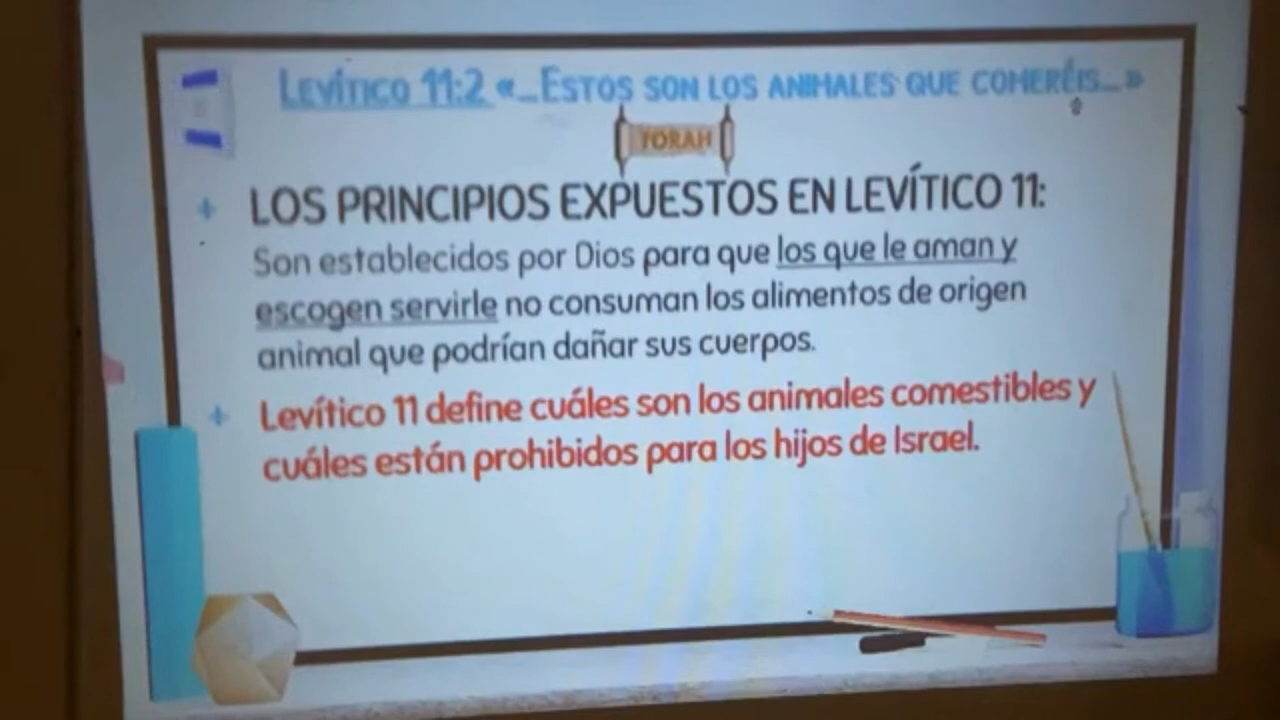 Levítico 11:2 «...Estos son los animales que coheréis...»
TORAH
LOS PRINCIPIOS EXPUESTOS EN LEVÍTICO 11:
Son establecidos por Dios para que los que le aman y
escogen servirle no consuman los alimentos de origen
animal que podrían dañar sus cuerpos.
Levítico 11 define cuáles son los animales comestibles y
cuáles están prohibidos para los hijos de Israel.